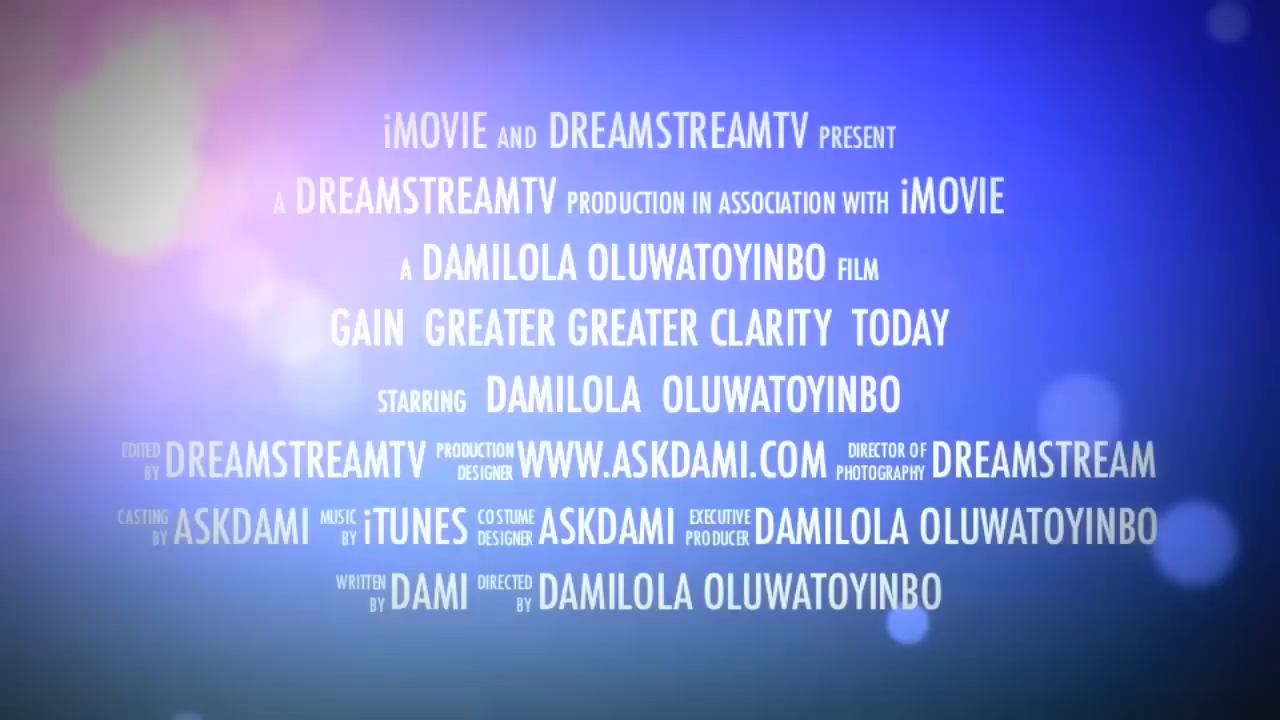 iMOVIE AND DREAMSTREAMTV PRESENT
A DREAMSTREAMTV PRODUCTION IN ASSOCIATION WITH iMOVIE
A DAMILOLA OLUWATOYINBO FILM
GAIN GREATER GREATER CLARITY TODAY
STARRING DAMILOLA OLUWATOYINBO
EDITED BY DREAMSTREAMTV PRODUCTION DESIGNER WWW.ASKDAMI.COM DIRECTOR OF PHOTOGRAPHY DREAMSTREAM
CASTING BY ASKDAMI MUSIC BY iTUNES COSTUME DESIGNER ASKDAMI EXECUTIVE PRODUCER DAMILOLA OLUWATOYINBO
WRITTEN BY DAMI DIRECTED BY DAMILOLA OLUWATOYINBO